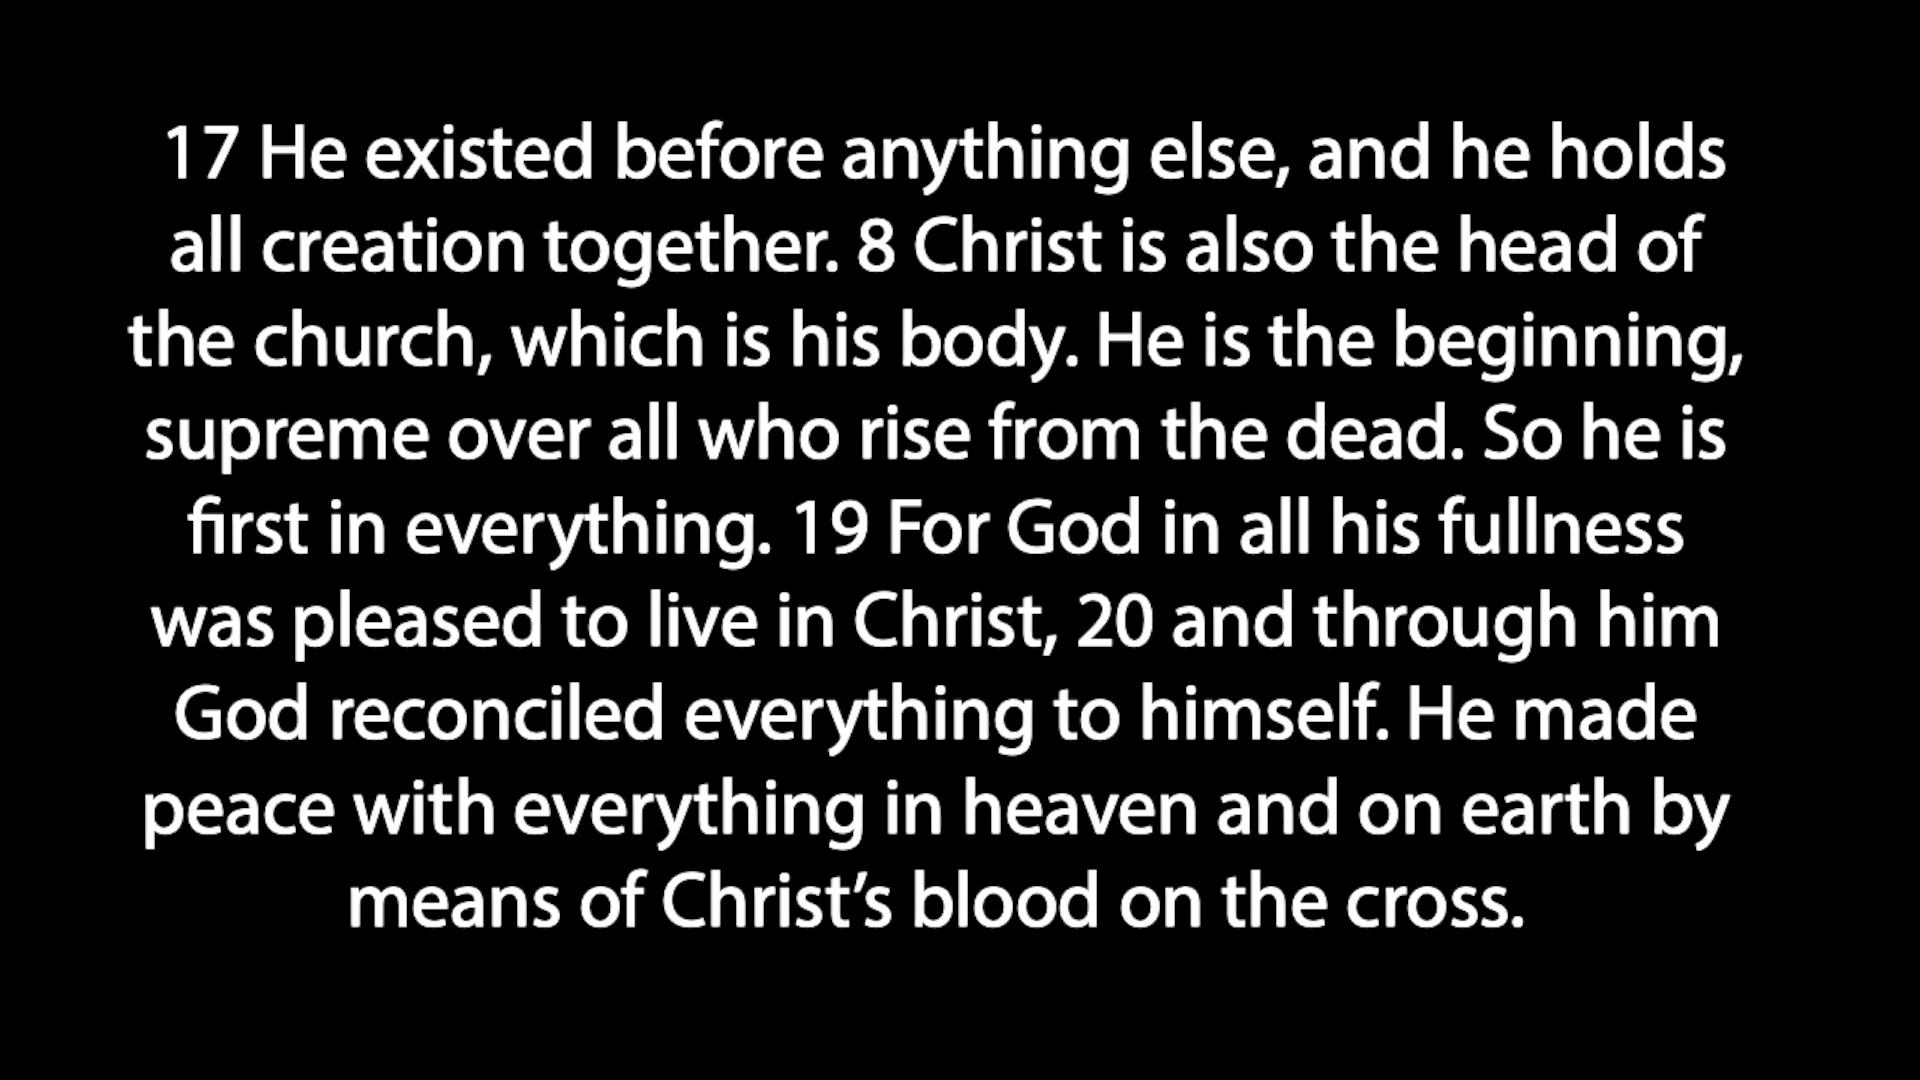 17 He existed before anything else, and he holds
all creation together. 8 Christ is also the head of
the church, which is his body. He is the beginning,
supreme over all who rise from the dead. So he is
first in everything. 19 For God in all his fullness
was pleased to live in Christ, 20 and through him
God reconciled everything to himself. He made
peace with everything in heaven and on earth by
means of Christ’s blood on the cross.